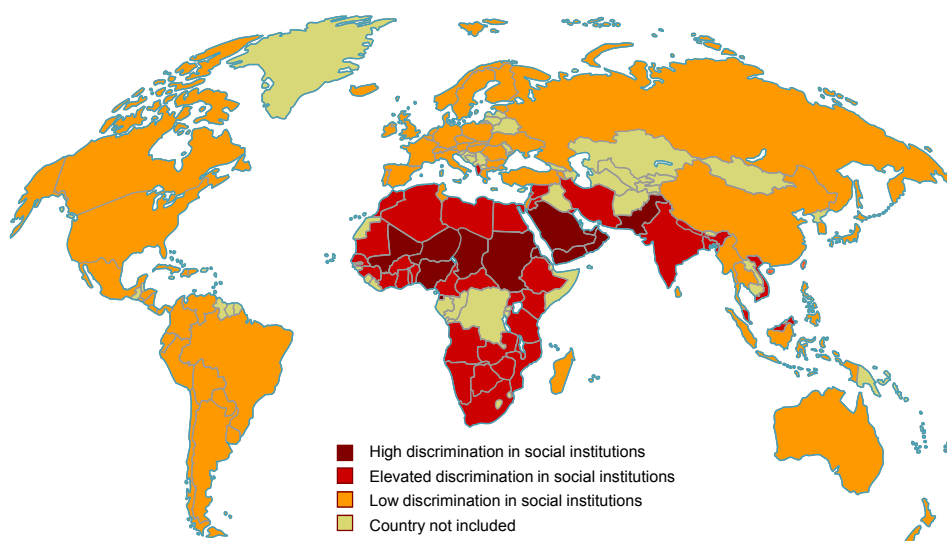 High discrimination in social institutions
Elevated discrimination in social institutions
Low discrimination in social institutions
Country not included